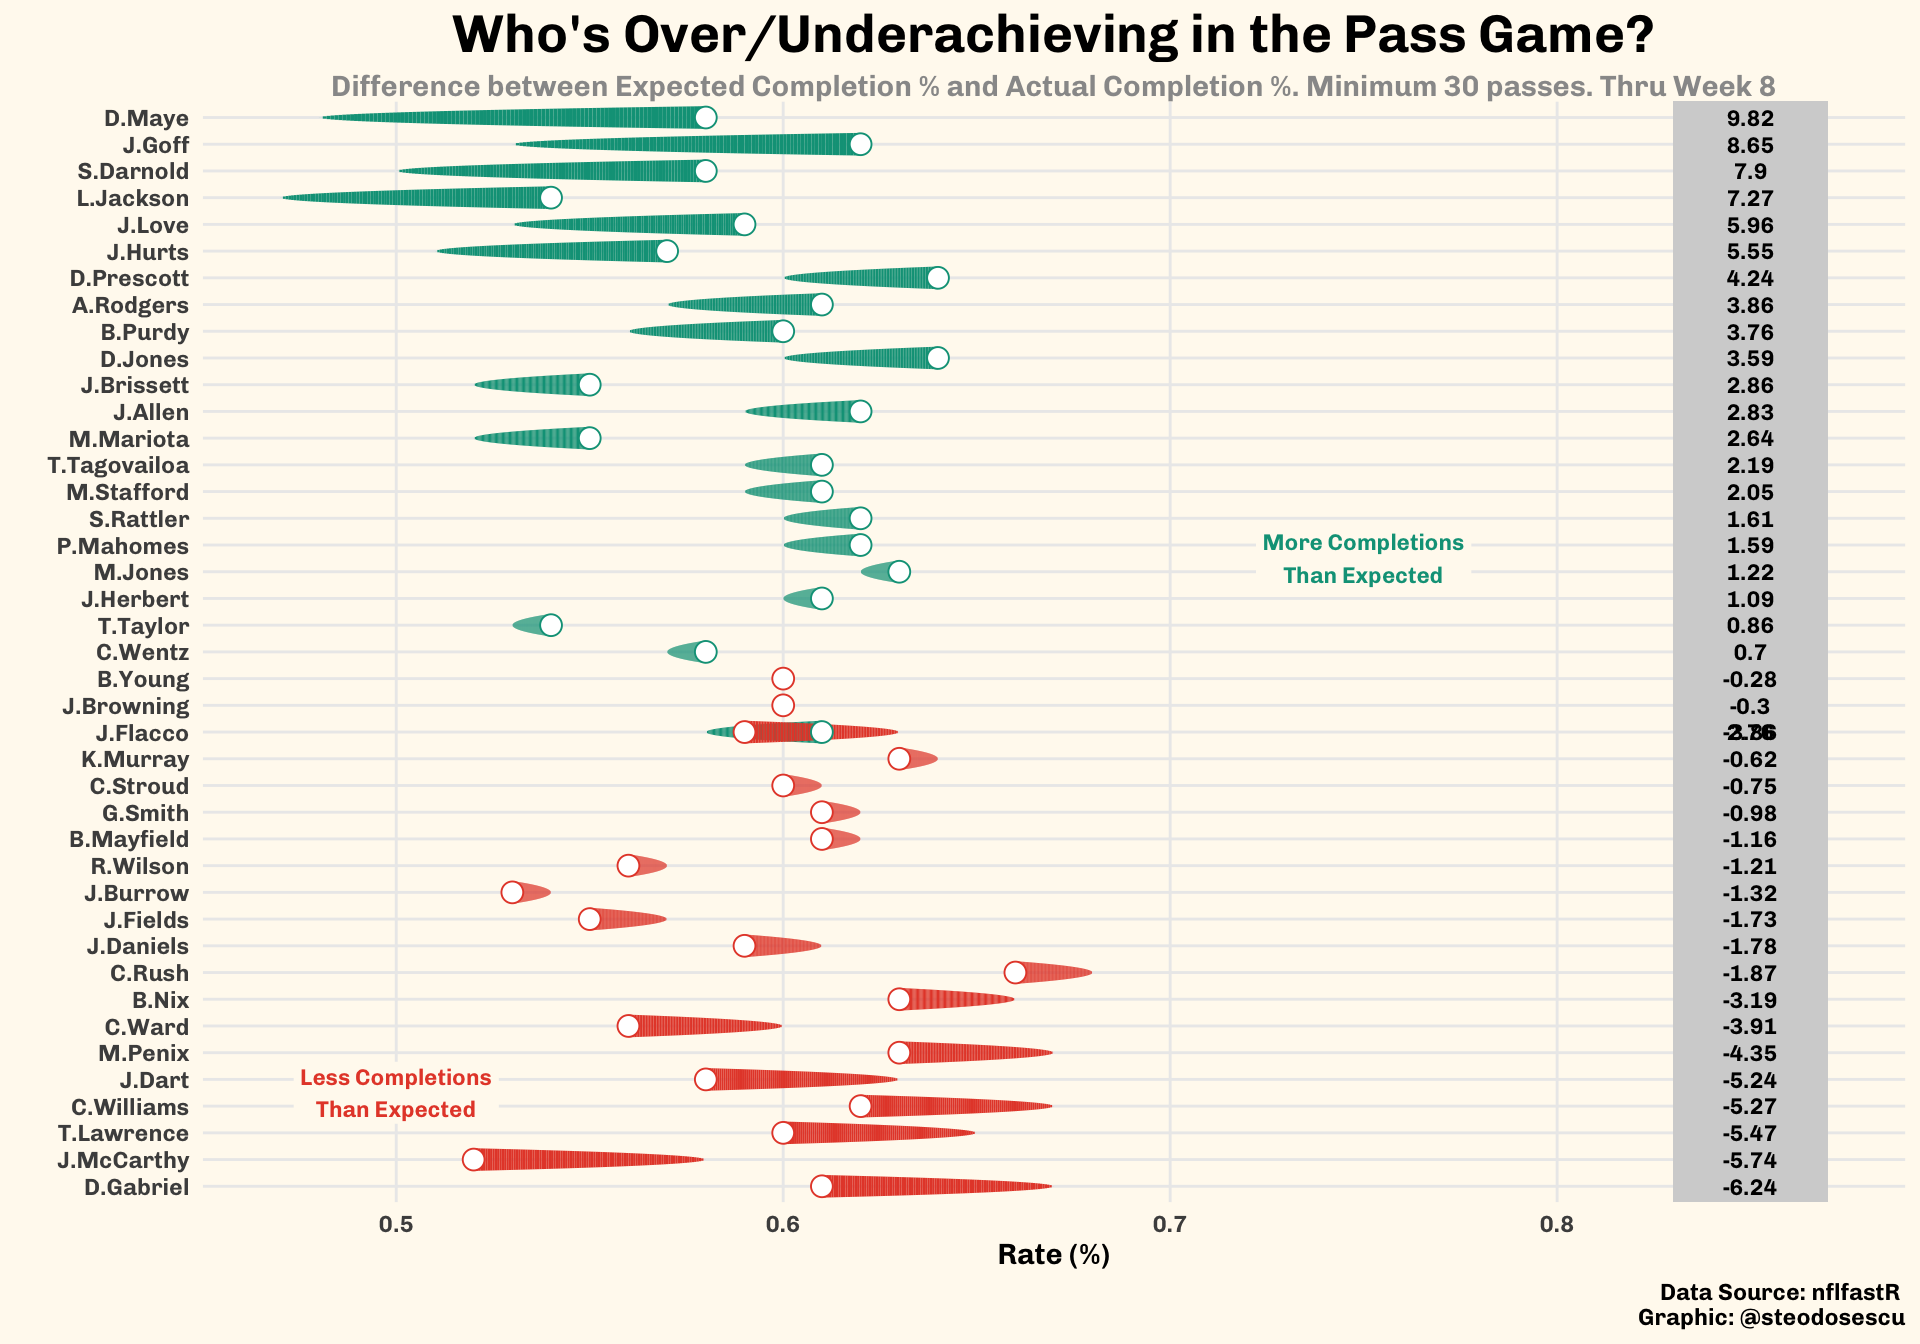 Who's Over/Underachieving in the Pass Game?
Difference between Expected Completion % and Actual Completion %. Minimum 30 passes. Thru Week 8
D.Maye 9.82
J.Goff 8.65
S.Darnold 7.9
L.Jackson 7.27
J.Love 5.96
J.Hurts 5.55
D.Prescott 4.24
A.Rodgers 3.86
B.Purdy 3.76
D.Jones 3.59
J.Brissett 2.86
J.Allen 2.83
M.Mariota 2.64
T.Tagovailoa 2.19
M.Stafford 2.05
S.Rattler 1.61
P.Mahomes 1.59
M.Jones 1.22
J.Herbert 1.09
T.Taylor 0.86
C.Wentz 0.7
B.Young -0.28
J.Browning -0.3
J.Flacco
K.Murray -0.62
C.Stroud -0.75
G.Smith -0.98
B.Mayfield -1.16
R.Wilson -1.21
J.Burrow -1.32
J.Fields -1.73
J.Daniels -1.78
C.Rush -1.87
B.Nix -3.19
C.Ward -3.91
M.Penix -4.35
J.Dart -5.24
C.Williams -5.27
T.Lawrence -5.47
J.McCarthy -5.74
D.Gabriel -6.24
More Completions
Than Expected
Less Completions
Than Expected
0.5 0.6 0.7 0.8
Rate (%)
Data Source: nflfastR
Graphic: @steodosescu